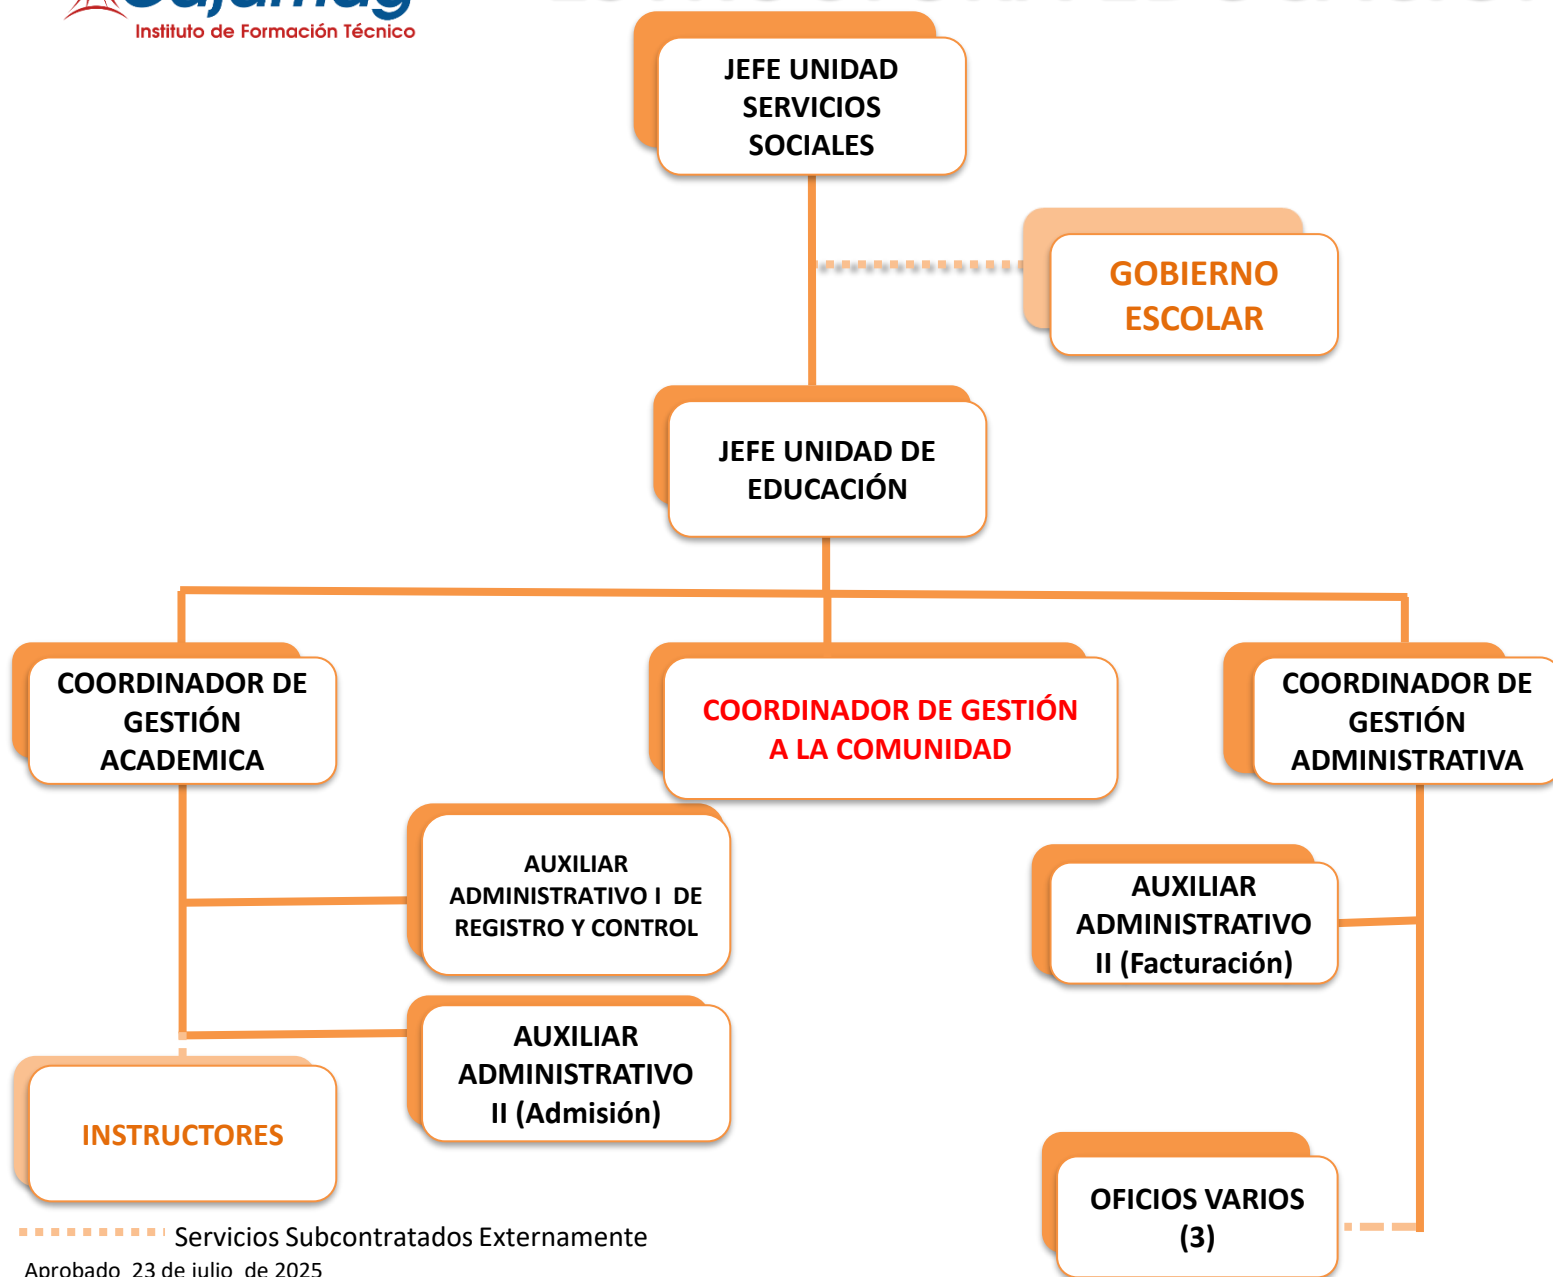 Cajamag
Instituto de Formación Técnico
JEFE UNIDAD
SERVICIOS
SOCIALES
GOBIERNO
ESCOLAR
JEFE UNIDAD DE
EDUCACIÓN
COORDINADOR DE
GESTIÓN
ACADEMICA
COORDINADOR DE GESTIÓN
A LA COMUNIDAD
COORDINADOR DE
GESTIÓN
ADMINISTRATIVA
AUXILIAR
ADMINISTRATIVO I DE
REGISTRO Y CONTROL
AUXILIAR
ADMINISTRATIVO
II (Facturación)
AUXILIAR
ADMINISTRATIVO
II (Admisión)
INSTRUCTORES
OFICIOS VARIOS
(3)
Servicios Subcontratados Externamente
Aprobado 23 de julio de 2025